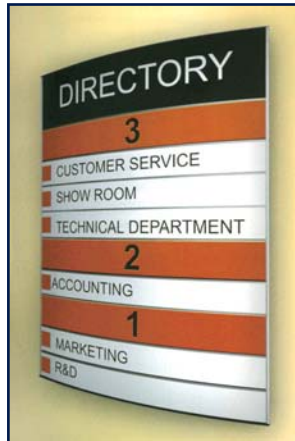 DIRECTORY
3
CUSTOMER SERVICE
SHOW ROOM
TECHNICAL DEPARTMENT
2
ACCOUNTING
1
MARKETING
R&D